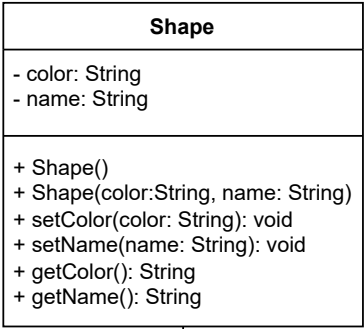 Shape
- color: String
- name: String
+ Shape()
+ Shape(color:String, name: String)
+ setColor(color: String): void
+ setName(name: String): void
+ getColor(): String
+ getName(): String